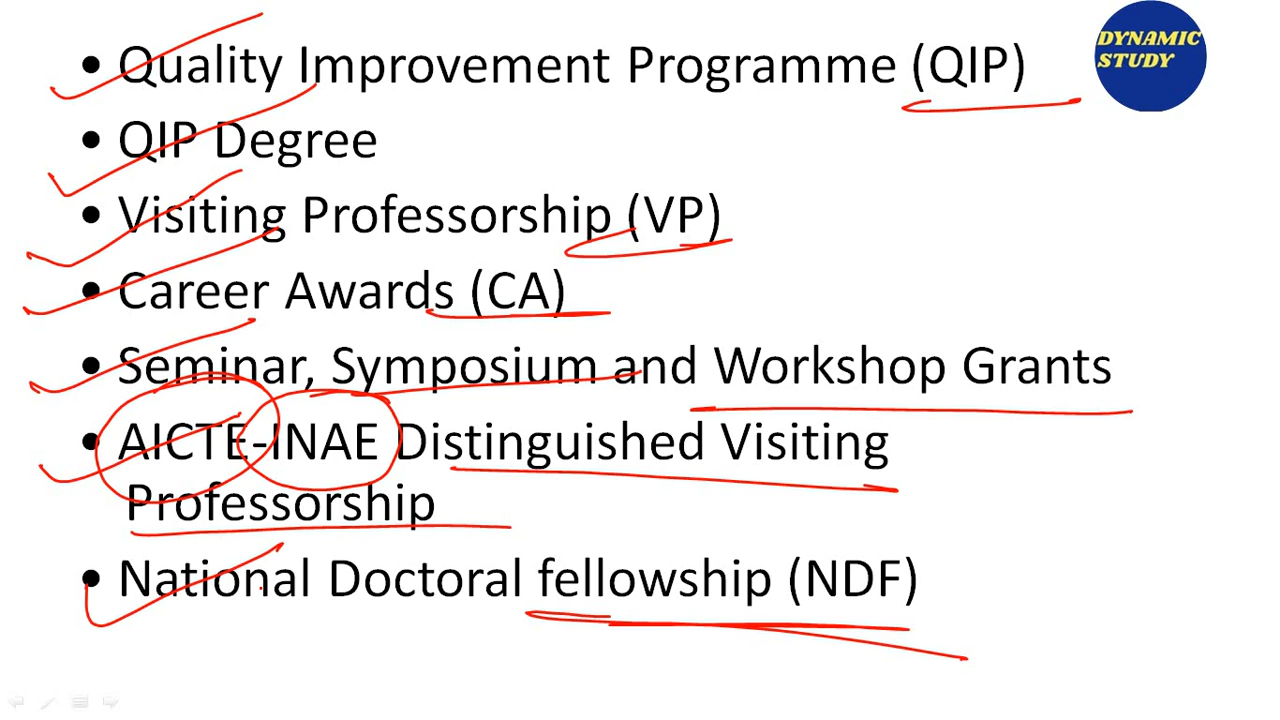 • Quality Improvement Programme (QIP)
DYNAMIC
STUDY
• QIP Degree
• Visiting Professorship (VP)
• Career Awards (CA)
• Seminar, Symposium and Workshop Grants
• AICTE-INAE Distinguished Visiting
Professorship
• National Doctoral fellowship (NDF)